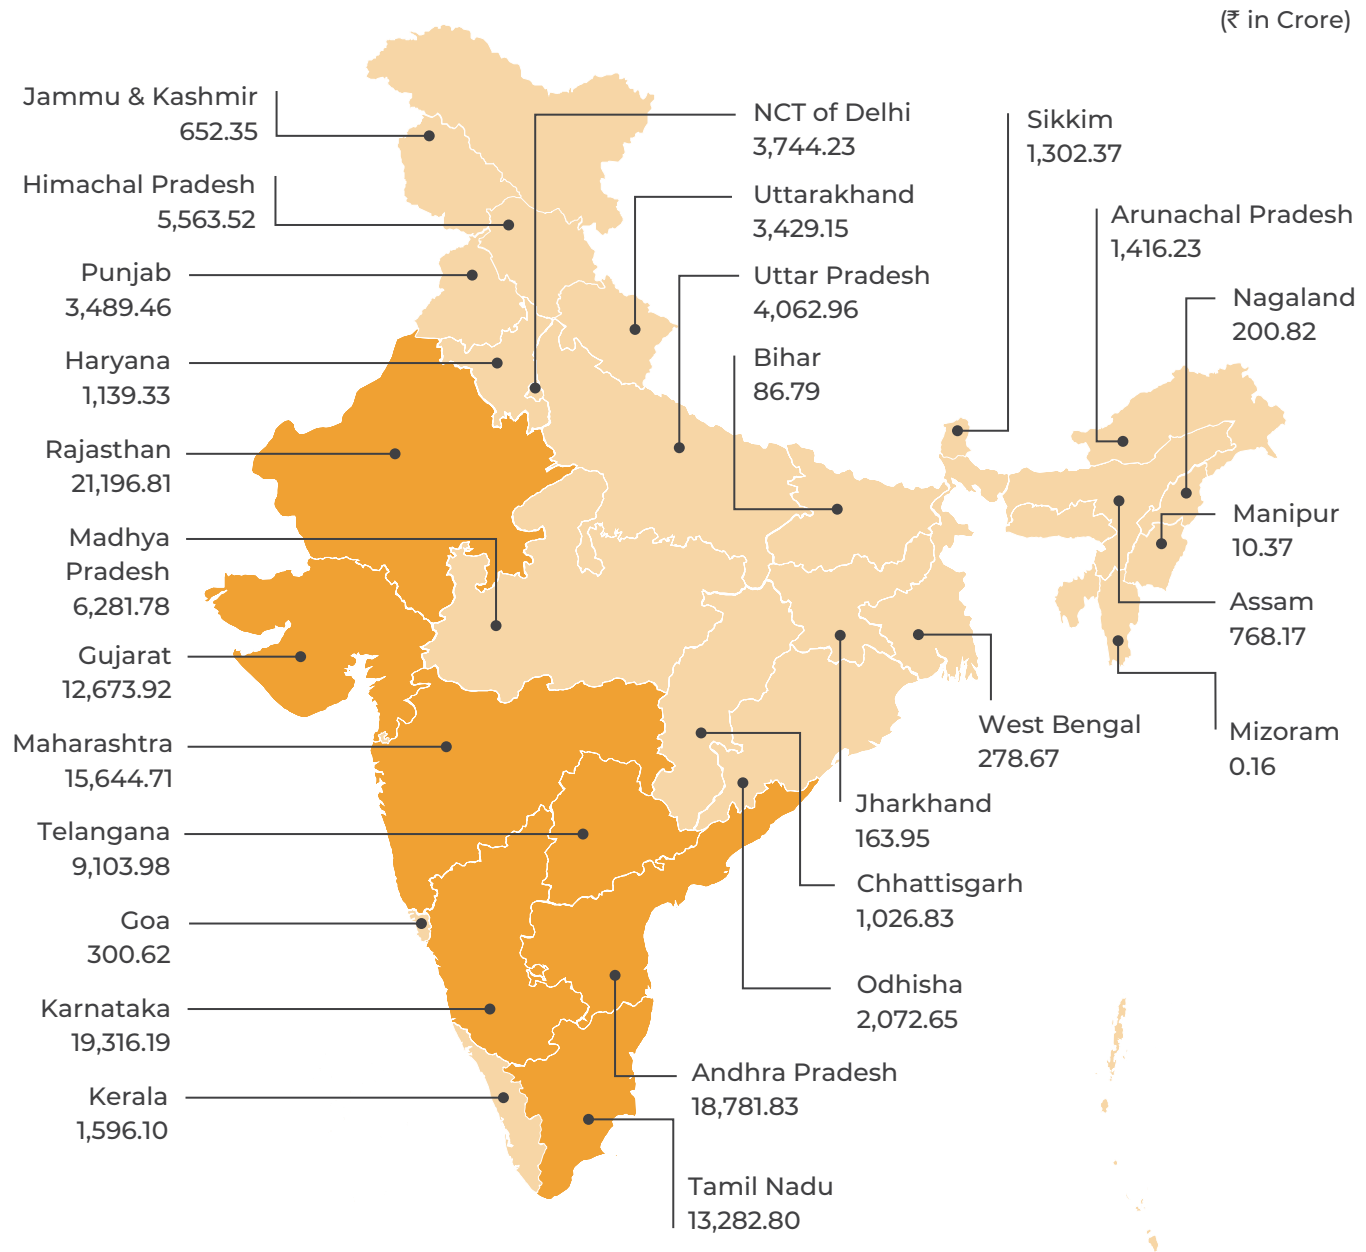 (₹ in Crore)
Jammu & Kashmir
652.35
Himachal Pradesh
5,563.52
Punjab
3,489.46
Haryana
1,139.33
Rajasthan
21,196.81
Madhya
Pradesh
6,281.78
Gujarat
12,673.92
Maharashtra
15,644.71
Telangana
9,103.98
Goa
300.62
Karnataka
19,316.19
Kerala
1,596.10
NCT of Delhi
3,744.23
Uttarakhand
3,429.15
Uttar Pradesh
4,062.96
Bihar
86.79
Sikkim
1,302.37
Arunachal Pradesh
1,416.23
Nagaland
200.82
Manipur
10.37
Assam
768.17
Mizoram
0.16
West Bengal
278.67
Jharkhand
163.95
Chhattisgarh
1,026.83
Odhisha
2,072.65
Andhra Pradesh
18,781.83
Tamil Nadu
13,282.80